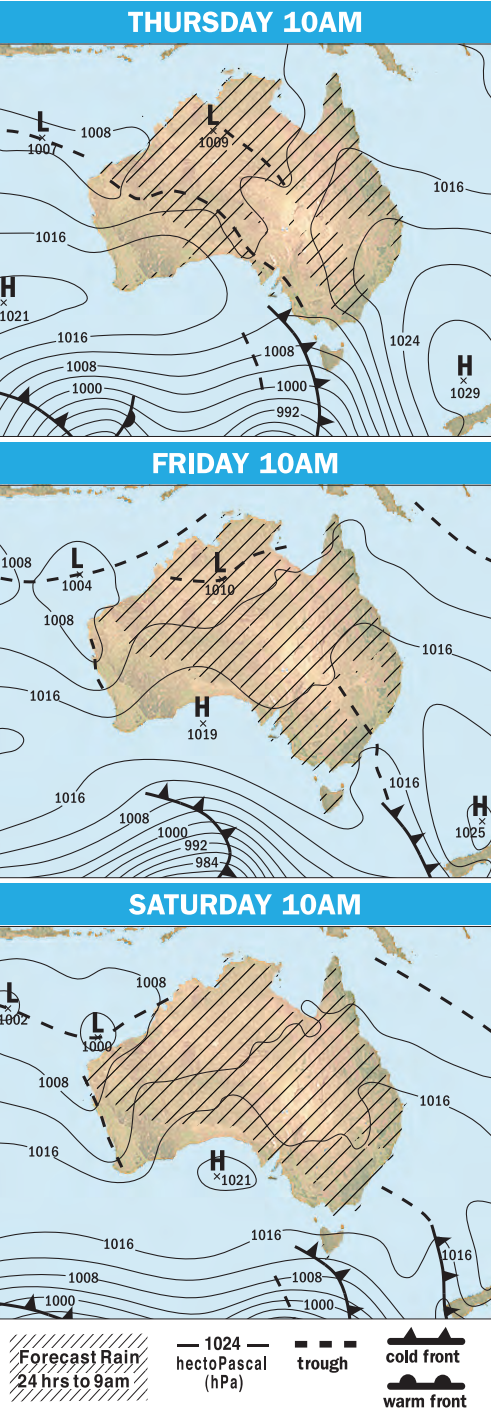 THURSDAY 10AM
L
1008
L
1009
1016
1016
H
1021
1024
1016
1008
1008
H
1000
1000
1029
992
FRIDAY 10AM
1008
L
1004
L
1010
1008
1016
1016
H
1019
1016
1016
H
1008
1025
1000
992
984
SATURDAY 10AM
1008
L
1002
L
1000
1008
1016
1016
H
1021
1016
1016
1016
1008
1008
1000
1000
Forecast Rain
24 hrs to 9am
1024
hectoPascal
(hPa)
trough
cold front
warm front